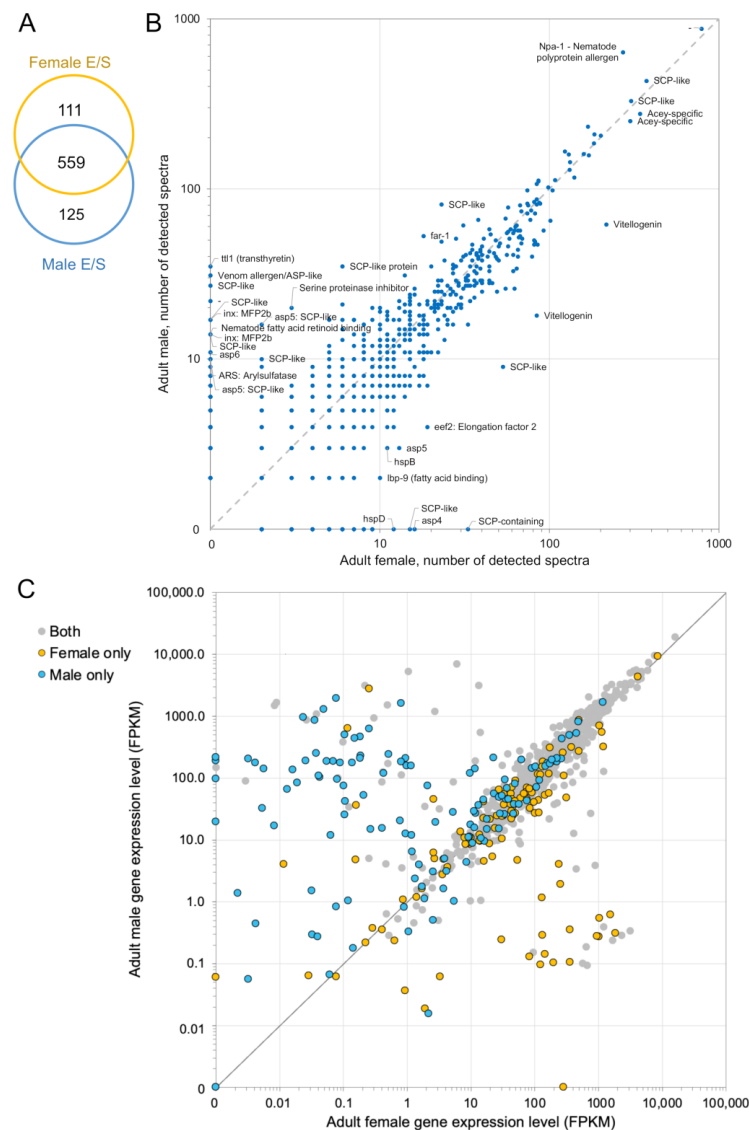 A
Female E/S
111
559
125
Male E/S
B
1000
100
10
0
Adult male, number of detected spectra
Npa-1 - Nematode
polyprotein allergen
-
SCP-like
SCP-like
Acey-specific
Acey-specific
SCP-like
far-1
Vitellogenin
ttl1 (transthyretin)
SCP-like protein
Venom allergen/ASP-like
SCP-like
Serine proteinase inhibitor
-
SCP-like
inx: MFP2b
asp5: SCP-like
Vitellogenin
Nematode fatty acid retinoid binding
inx: MFP2b
SCP-like
asp6
SCP-like
SCP-like
ARS: Arylsulfatase
asp5: SCP-like
eef2: Elongation factor 2
asp5
hspB
lbp-9 (fatty acid binding)
SCP-like
hspD
asp4
SCP-containing
0
10
100
1000
Adult female, number of detected spectra
C
Both
Female only
Male only
100,000.0
10,000.0
1000.0
100.0
10.0
1.0
0.1
0.01
0
Adult male gene expression level (FPKM)
0
0.01
0.1
1
10
100
1000
10,000
100,000
Adult female gene expression level (FPKM)